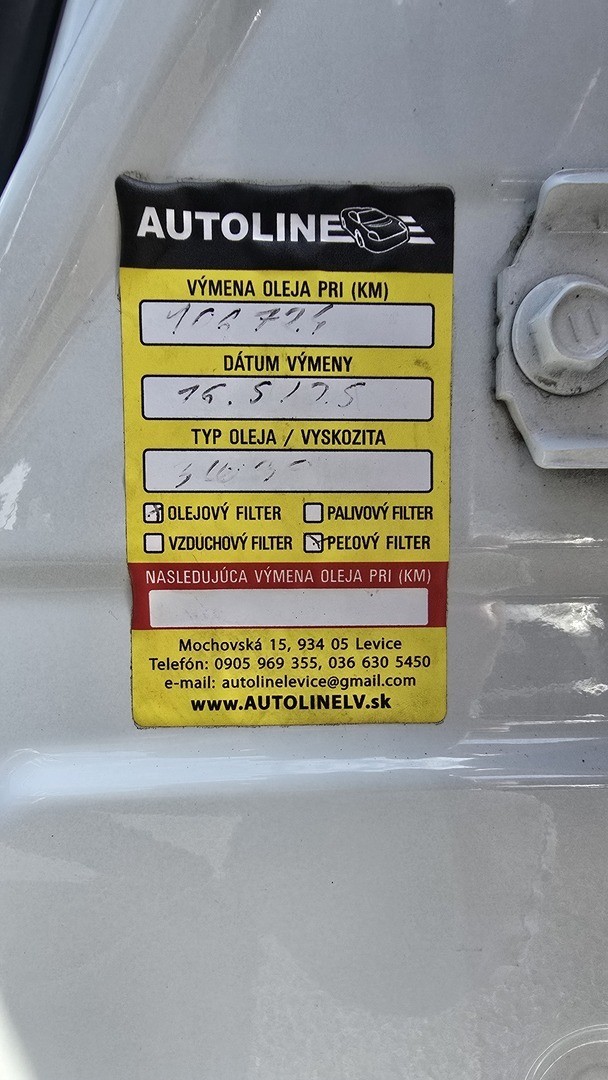 AUTOLINE
VÝMENA OLEJA PRI (KM)
DÁTUM VÝMENY
16.5
TYP OLEJA / VYSKOZITA
OLEJOVÝ FILTER PALIVOVÝ FILTER
VZDUCHOVÝ FILTER PEĽOVÝ FILTER
NASLEDUJÚCA VÝMENA OLEJA PRI (KM)
Mochovská 15, 934 05 Levice
Telefón: 0905 969 355, 036 630 5450
e-mail: autolinelevice@gmail.com
www.AUTOLINELV.sk